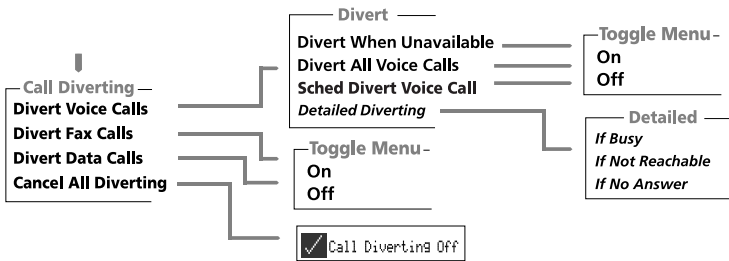 Call Diverting
Divert Voice Calls
Divert Fax Calls
Divert Data Calls
Cancel All Diverting
Divert
Divert When Unavailable
Divert All Voice Calls
Sched Divert Voice Call
Detailed Diverting
Toggle Menu
On
Off
Detailed
If Busy
If Not Reachable
If No Answer
Toggle Menu
On
Off
Call Diverting Off